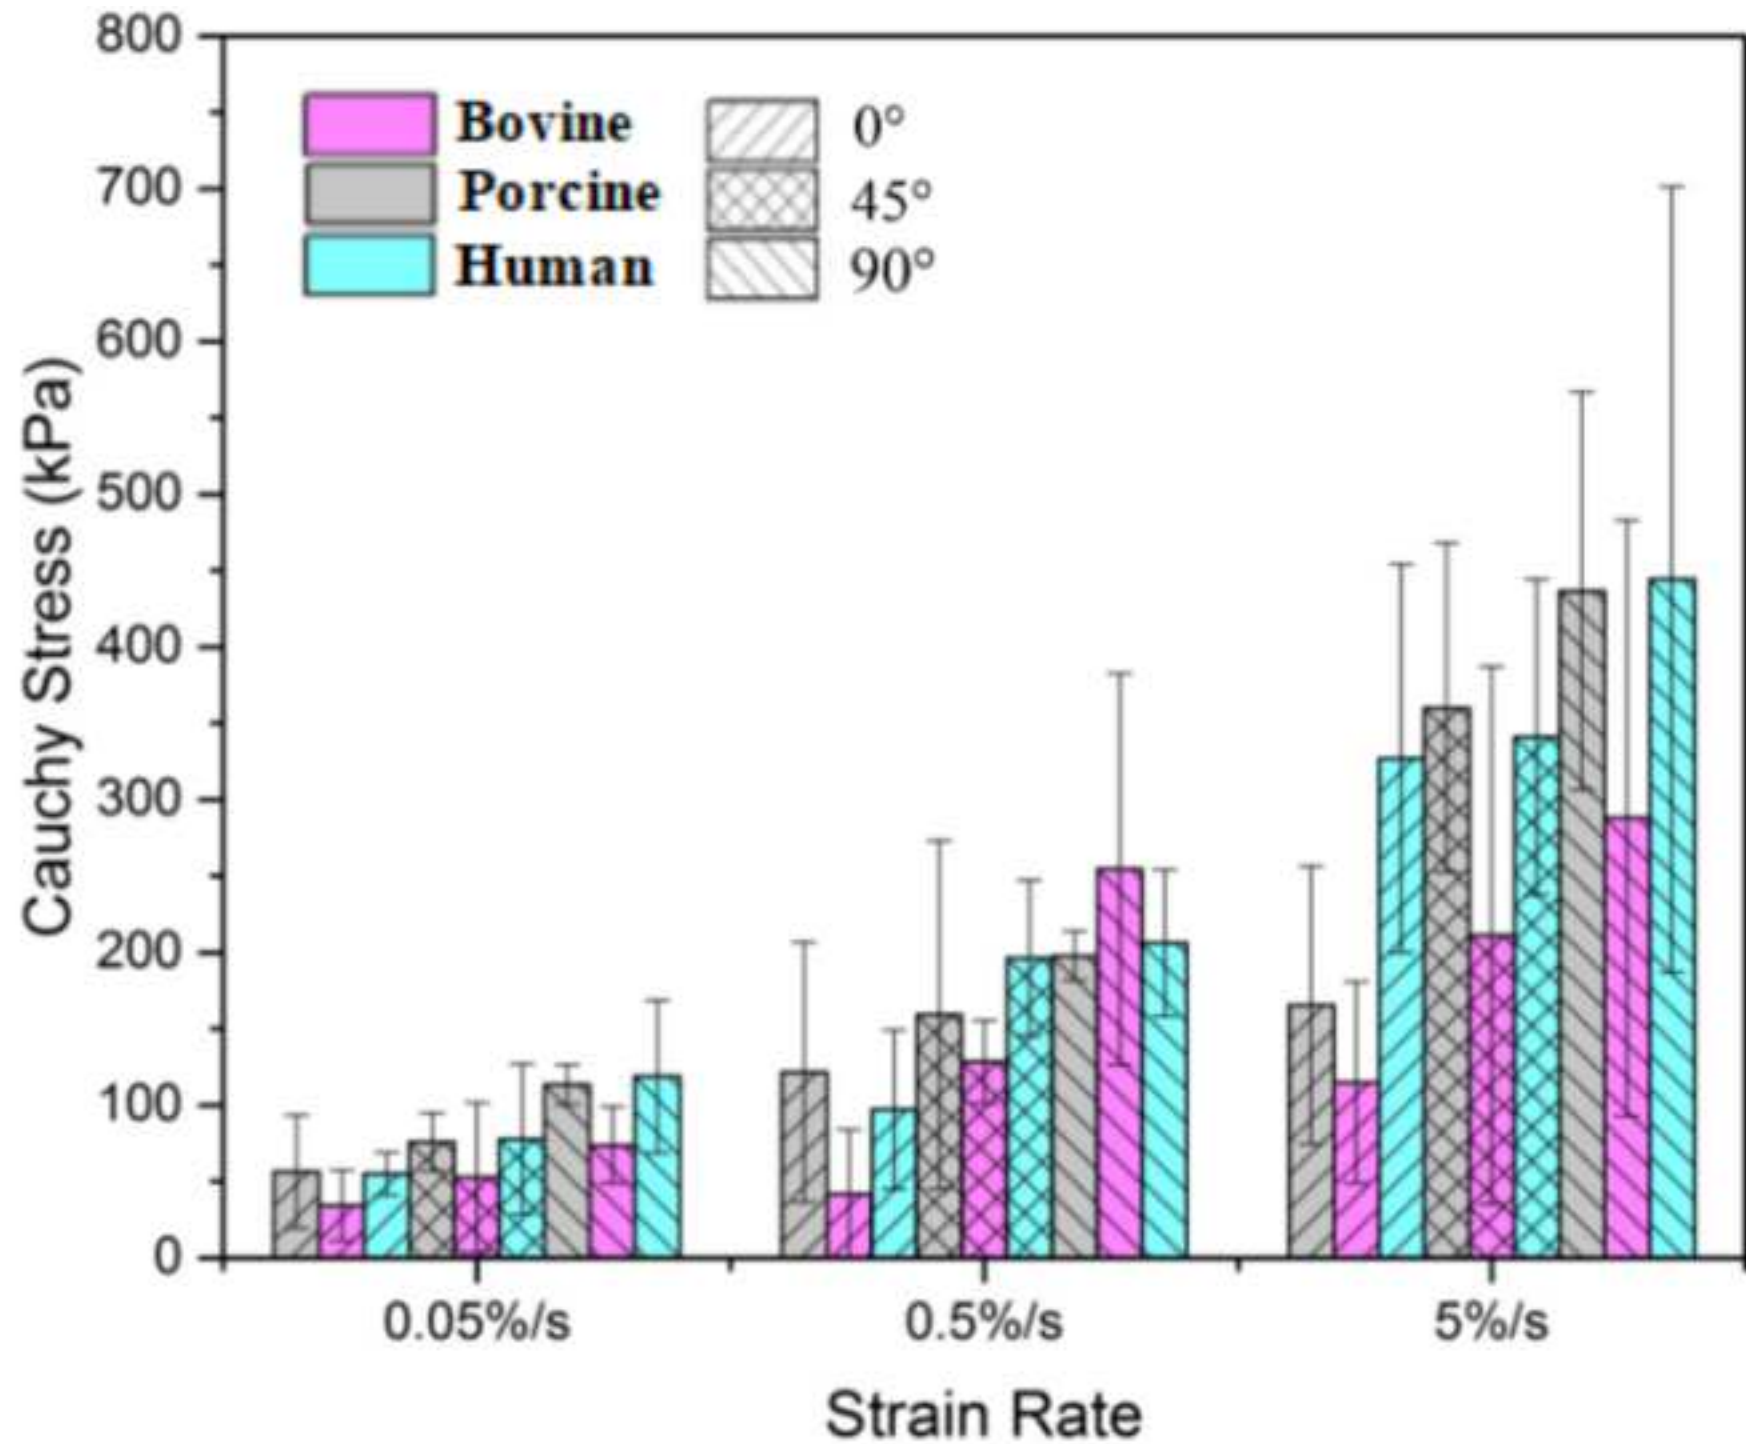 800
700
600
500
400
300
200
100
0
Cauchy Stress (kPa)
Bovine
Porcine
Human
0°
45°
90°
0.05%/s
0.5%/s
5%/s
Strain Rate